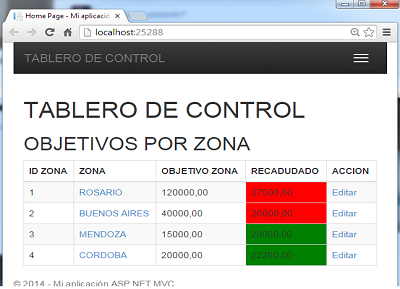 Home Page - Mi aplicació
localhost:25288
TABLERO DE CONTROL
TABLERO DE CONTROL
OBJETIVOS POR ZONA
ID ZONA ZONA OBJETIVO ZONA RECADUDADO ACCION
1 ROSARIO 120000,00 27500,00 Editar
2 BUENOS AIRES 40000,00 25000,00 Editar
3 MENDOZA 15000,00 20000,00 Editar
4 CORDOBA 20000,00 22200,00 Editar
© 2014 - Mi aplicación ASP.NET MVC